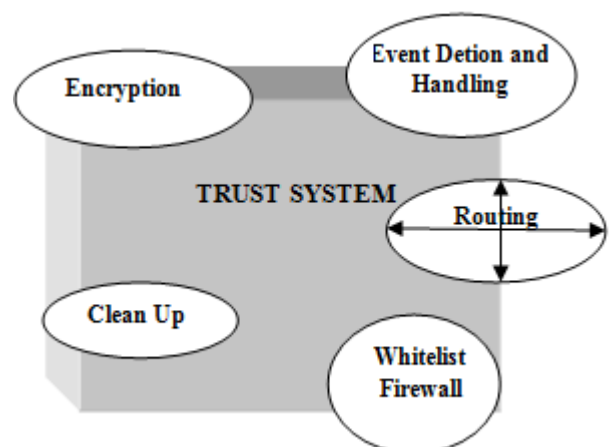 Event Detion and
Handling
Encryption
TRUST SYSTEM
Routing
Clean Up
Whitelist
Firewall